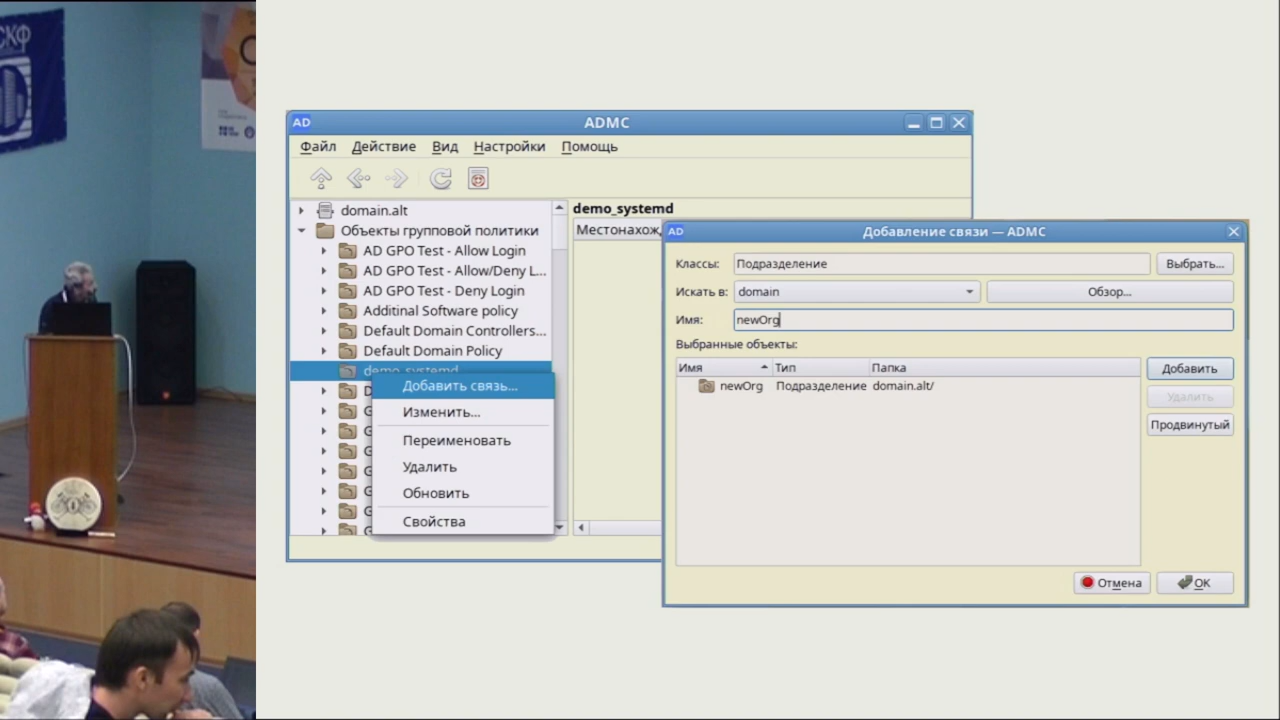 СКФ
AD
ADMC
Файл Действие Вид Настройки Помощь
domain.alt
Объекты групповой политики
AD GPO Test - Allow Login
AD GPO Test - Allow/Deny L...
AD GPO Test - Deny Login
Additinal Software policy
Default Domain Controllers...
Default Domain Policy
demo_systemd
Добавить связь...
Изменить...
Переименовать
Удалить
Обновить
Свойства
demo_systemd
AD
Добавление связи — ADMC
Классы: Подразделение Выбрать...
Искать в: domain Обзор...
Имя: newOrg
Выбранные объекты:
Имя Тип Папка
newOrg Подразделение domain.alt/
Добавить
Удалить
Продвинутый
Отмена OK